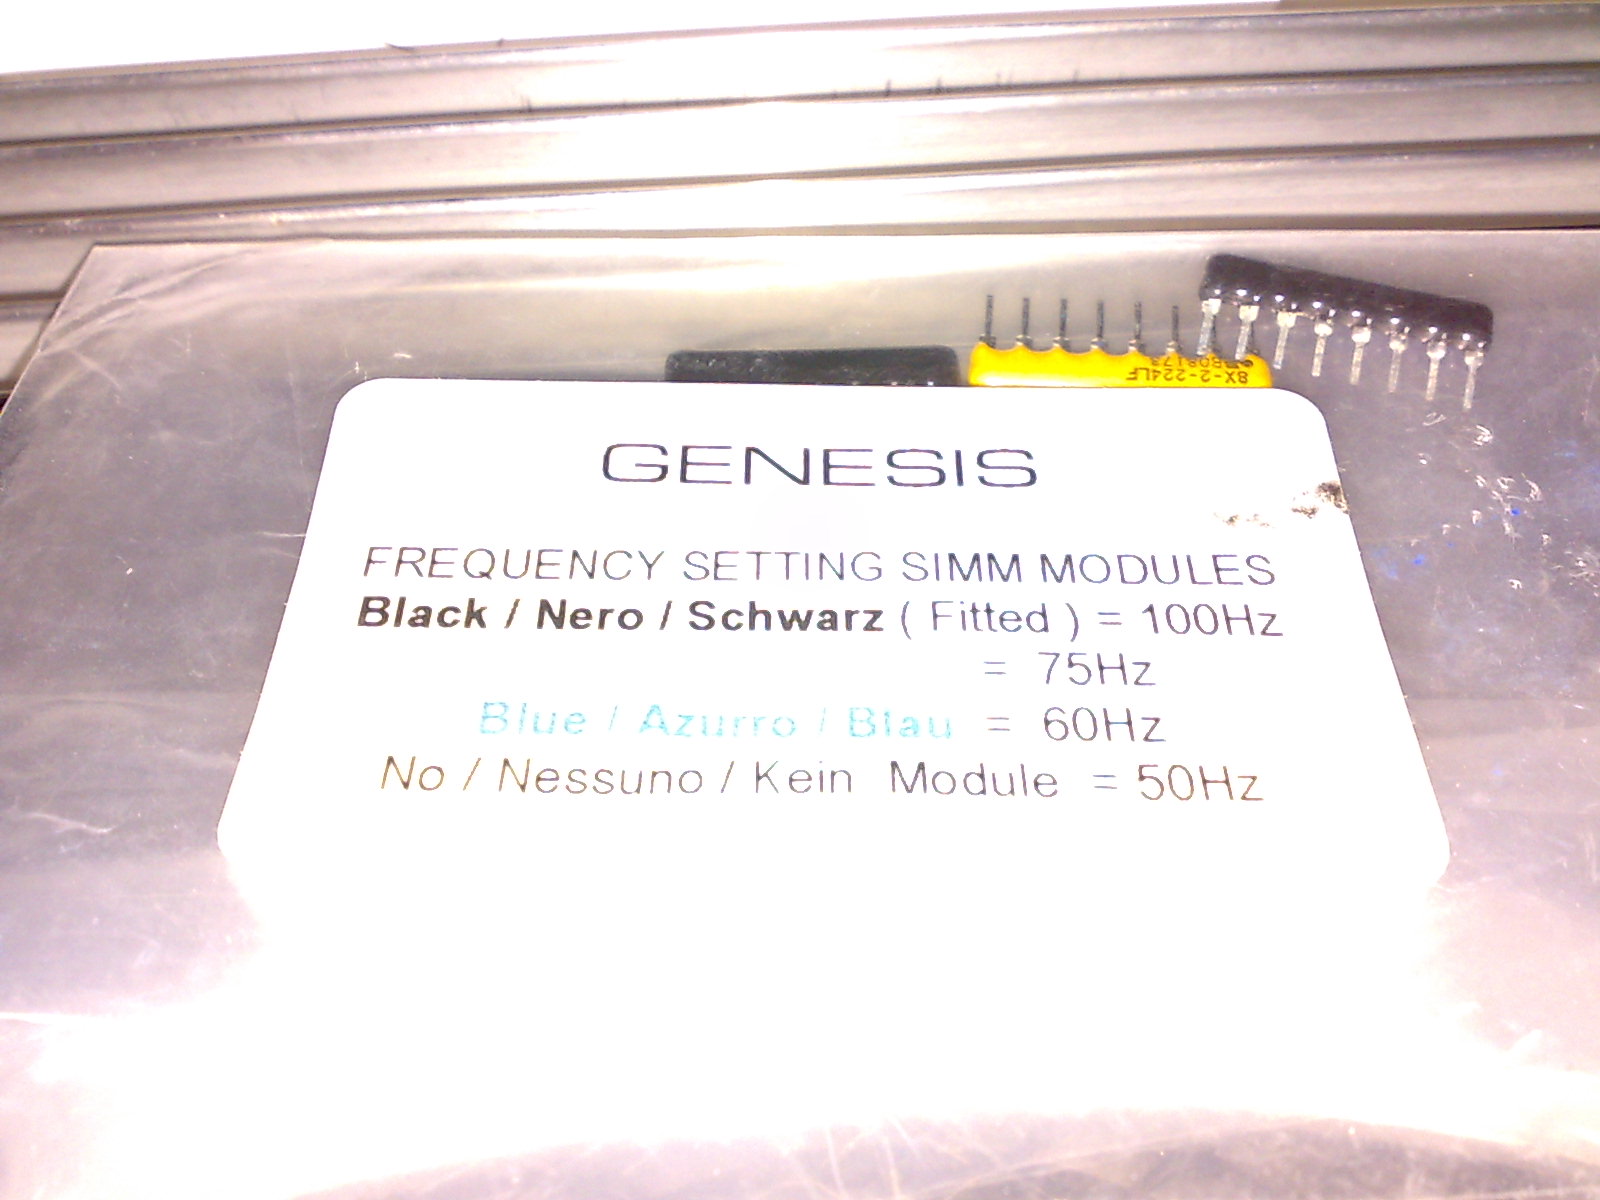 8X-2-224LF
GENESIS
FREQUENCY SETTING SIMM MODULES
Black / Nero / Schwarz ( Fitted ) = 100Hz
= 75Hz
Blue / Azurro / Blau = 60Hz
No / Nessuno / Kein Module = 50Hz